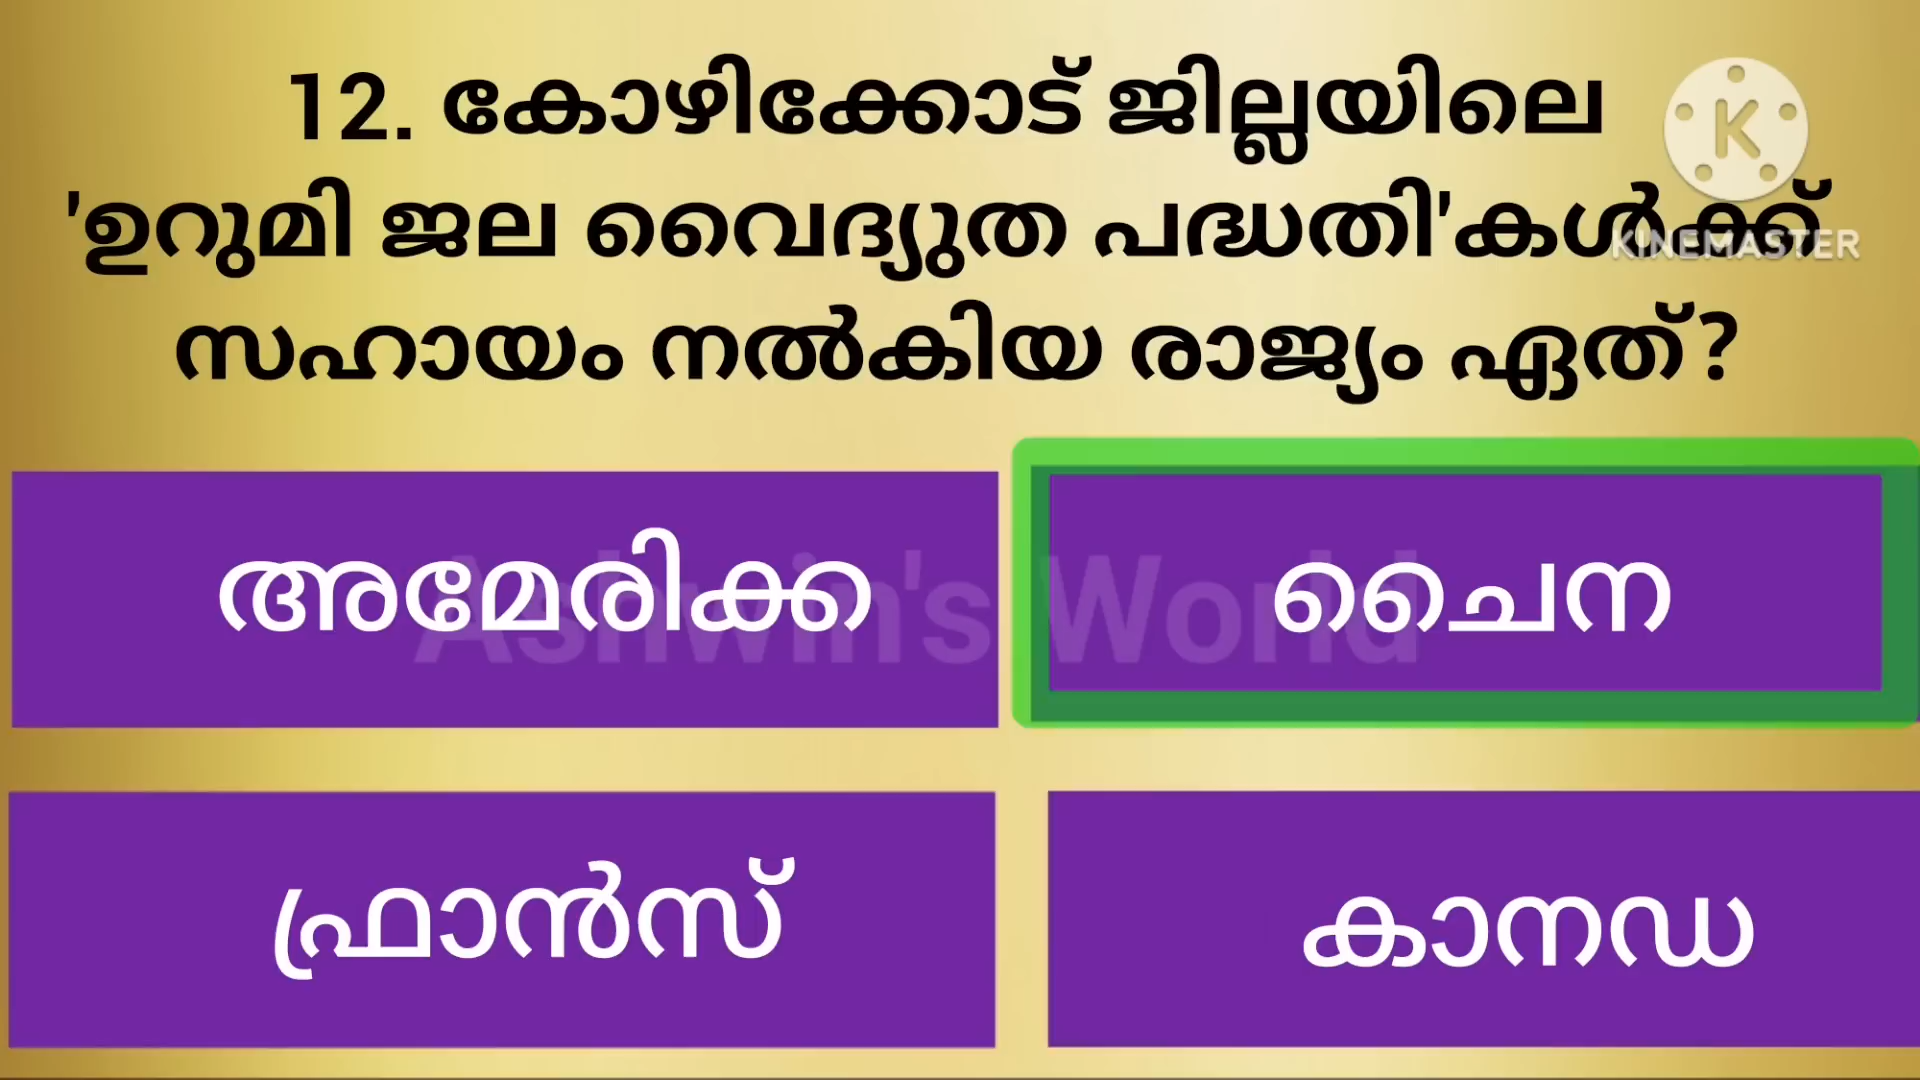 12. കോഴിക്കോട് ജില്ലയിലെ
'ഉറുമി ജല വൈദ്യുത പദ്ധതി'കൾക്ക്
സഹായം നൽകിയ രാജ്യം ഏത്?
K
KINEMASTER
അമേരിക്ക
ചൈന
Ashwin's World
ഫ്രാൻസ്
കാനഡ